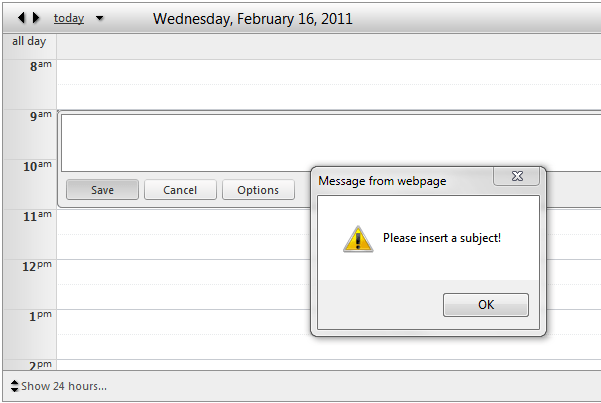 today Wednesday, February 16, 2011
all day
8am
9am
10am
Save Cancel Options
Message from webpage
Please insert a subject!
OK
11am
12pm
1pm
2pm
Show 24 hours...